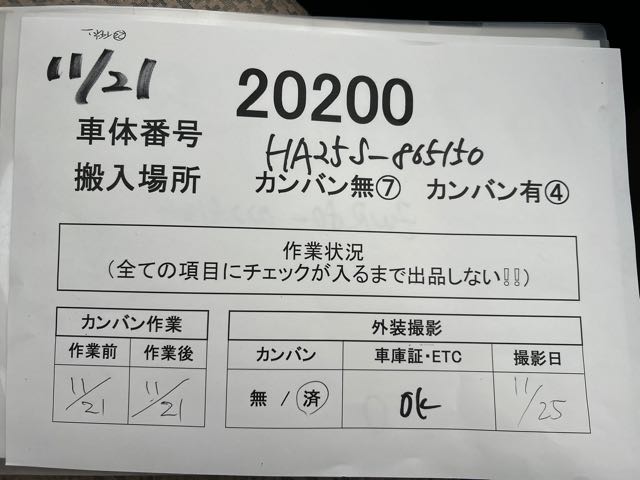 11/21
20200
車体番号 HA25S-865150
搬入場所 カンバン無⑦ カンバン有④
作業状況
(全ての項目にチェックが入るまで出品しない!!)
カンバン作業
作業前 作業後
11/21 11/21
外装撮影
カンバン 車庫証・ETC 撮影日
無 / 済 OK 11/25